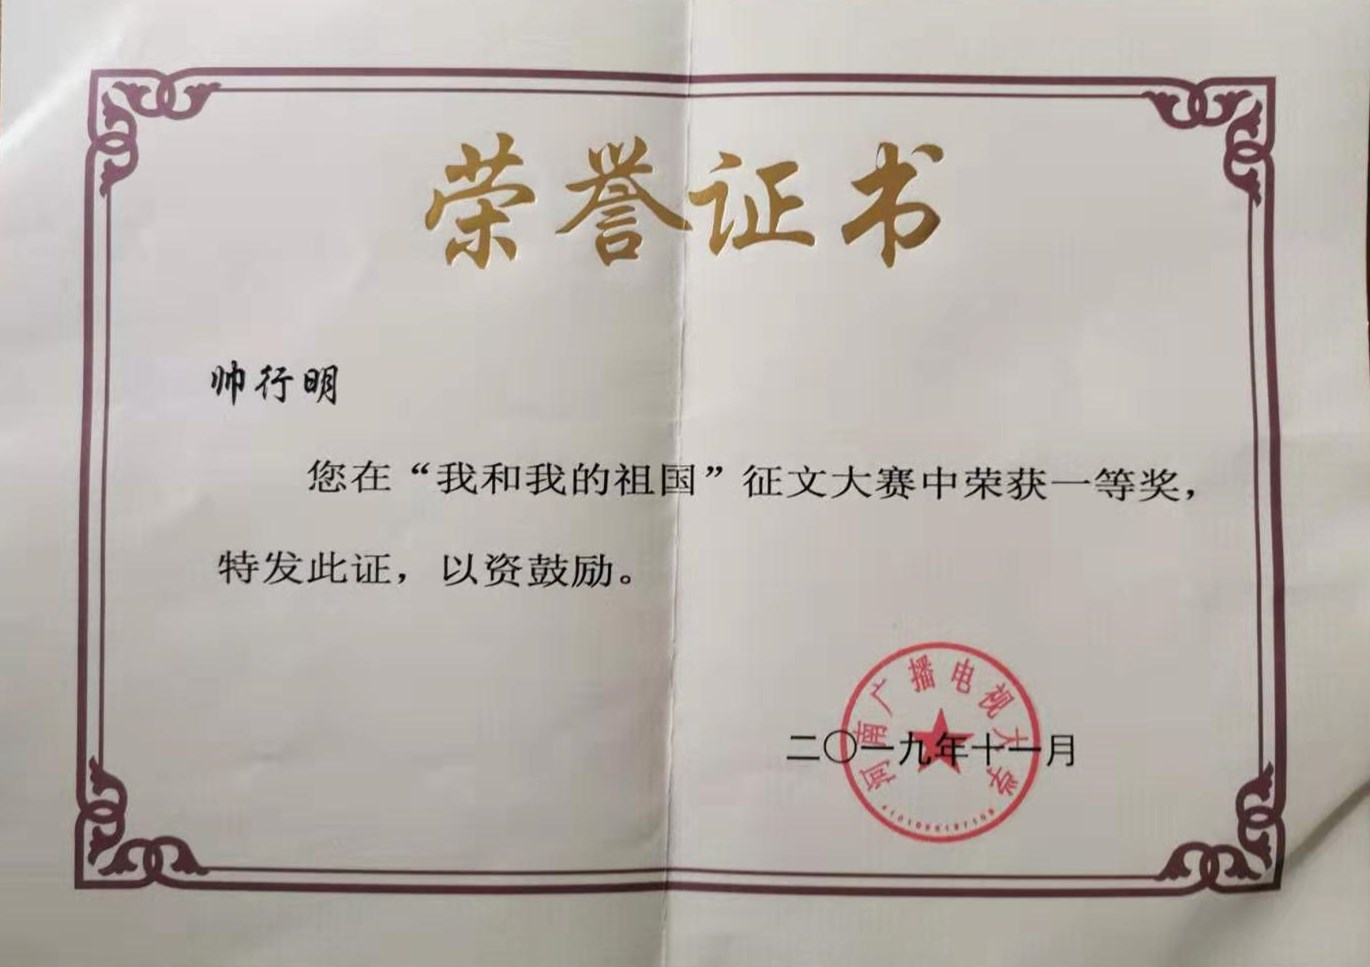 荣誉证书
帅行明
您在“我和我的祖国”征文大赛中荣获一等奖，
特发此证，以资鼓励。
河南广播电视大学
二〇一九年十一月